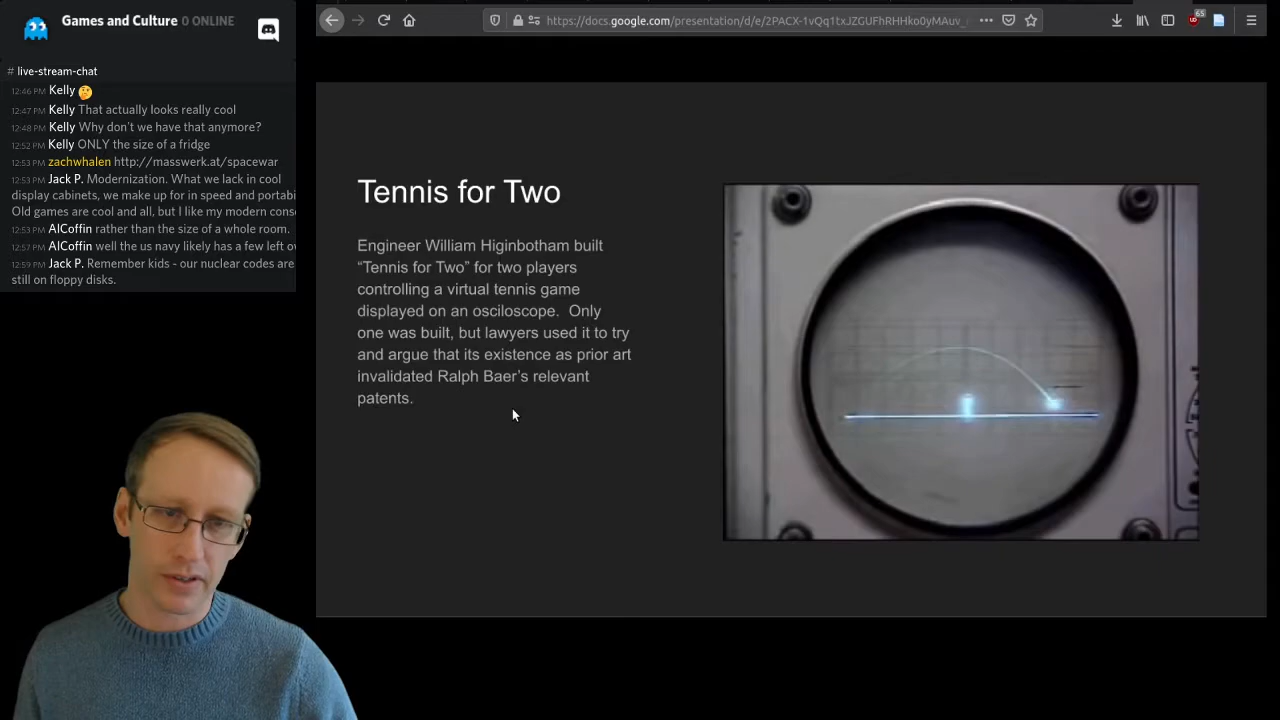 Games and Culture 0 ONLINE
# live-stream-chat
12:46 PM Kelly 🤔
12:47 PM Kelly That actually looks really cool
12:48 PM Kelly Why don't we have that anymore?
12:52 PM Kelly ONLY the size of a fridge
12:53 PM zachwhalen http://masswerk.at/spacewar
12:53 PM Jack P. Modernization. What we lack in cool
display cabinets, we make up for in speed and portabi
Old games are cool and all, but I like my modern cons
12:53 PM AlCoffin rather than the size of a whole room.
12:57 PM AlCoffin well the us navy likely has a few left ov
12:59 PM Jack P. Remember kids - our nuclear codes are
still on floppy disks.
https://docs.google.com/presentation/d/e/2PACX-1vQq1txJZGUFhRHHko0yMAuv_
65
Tennis for Two
Engineer William Higinbotham built
“Tennis for Two” for two players
controlling a virtual tennis game
displayed on an osciloscope.  Only
one was built, but lawyers used it to try
and argue that its existence as prior art
invalidated Ralph Baer’s relevant
patents.